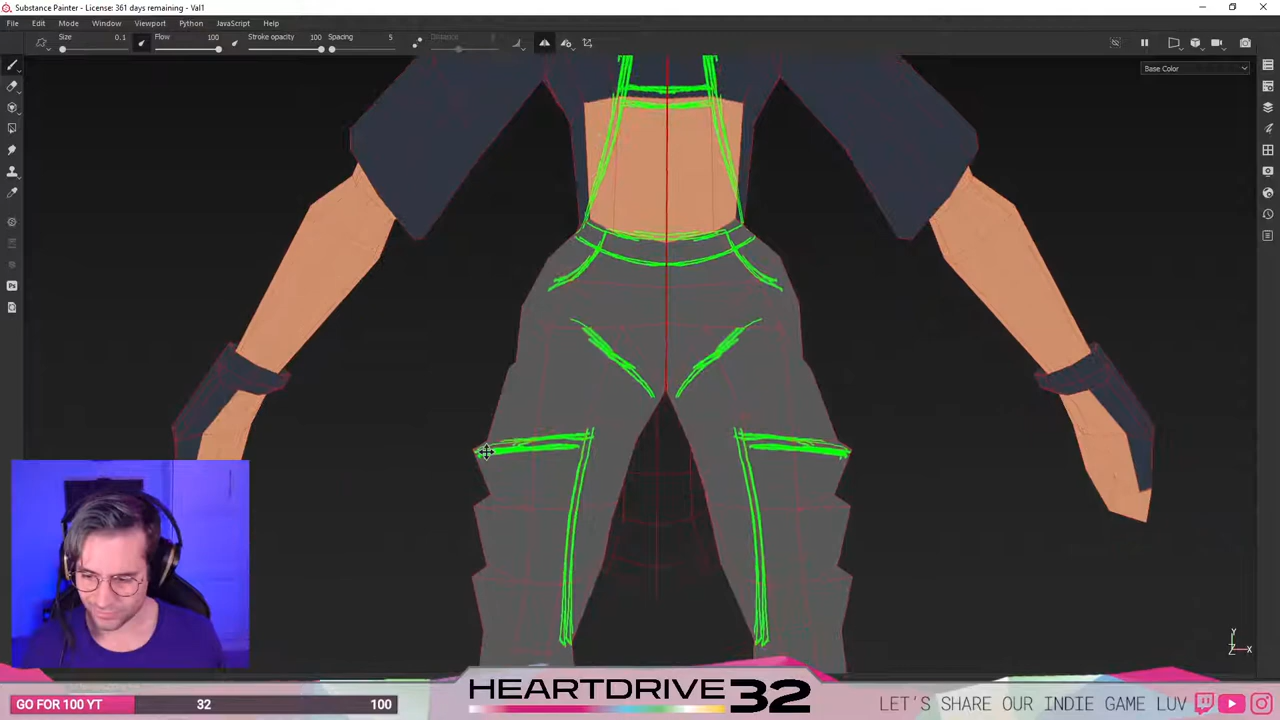 Substance Painter - License: 361 days remaining - Val1
File Edit Mode Window Viewport Python JavaScript Help
Size 0.1 Flow 100 Stroke opacity 100 Spacing 5 Distance
Base Color
Ps
Y
Z X
GO FOR 100 YT 32 100
HEARTDRIVE 32
LET'S SHARE OUR INDIE GAME LUV